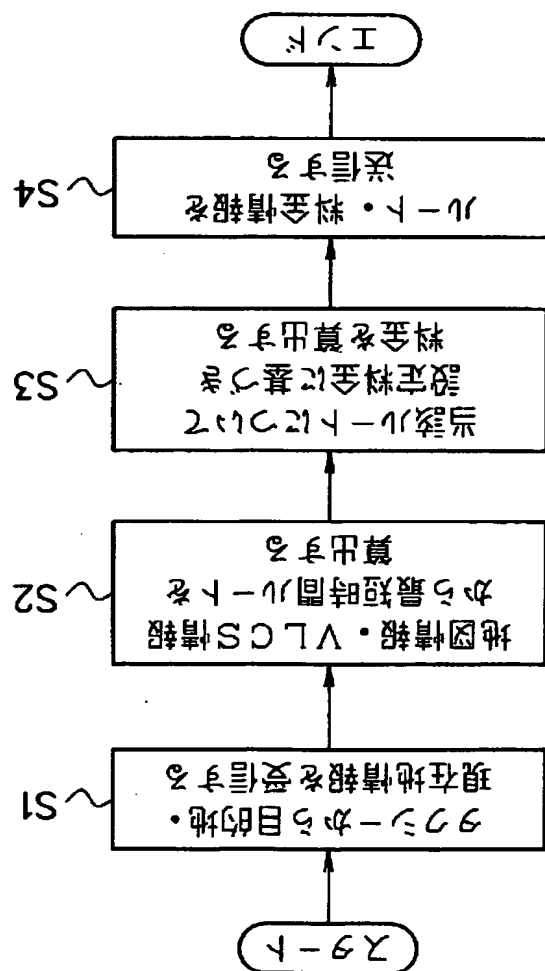 スタート
タクシーから目的地・
現在地情報を受信する
S1
地図情報・VLCS情報
から最短時間ルートを
算出する
S2
当該ルートについて
設定料金に基づき
料金を算出する
S3
ルート・料金情報を
送信する
S4
エンド